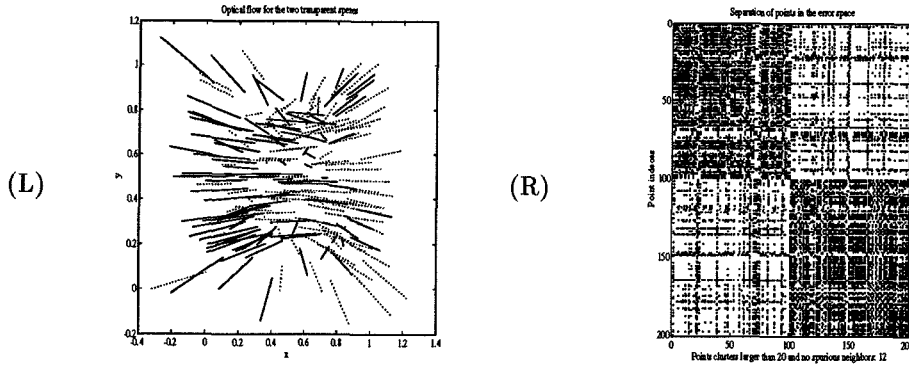 (L)
Optical flow for the two transparent speres
y
1.2
1
0.8
0.6
0.4
0.2
0
-0.2
-0.4 -0.2 0 0.2 0.4 0.6 0.8 1 1.2 1.4
x
(R)
Separation of points in the error space
Point indexes
0
50
100
150
200
0 50 100 150 200
Points clusters larger than 20 and no spurious neighbors: 12